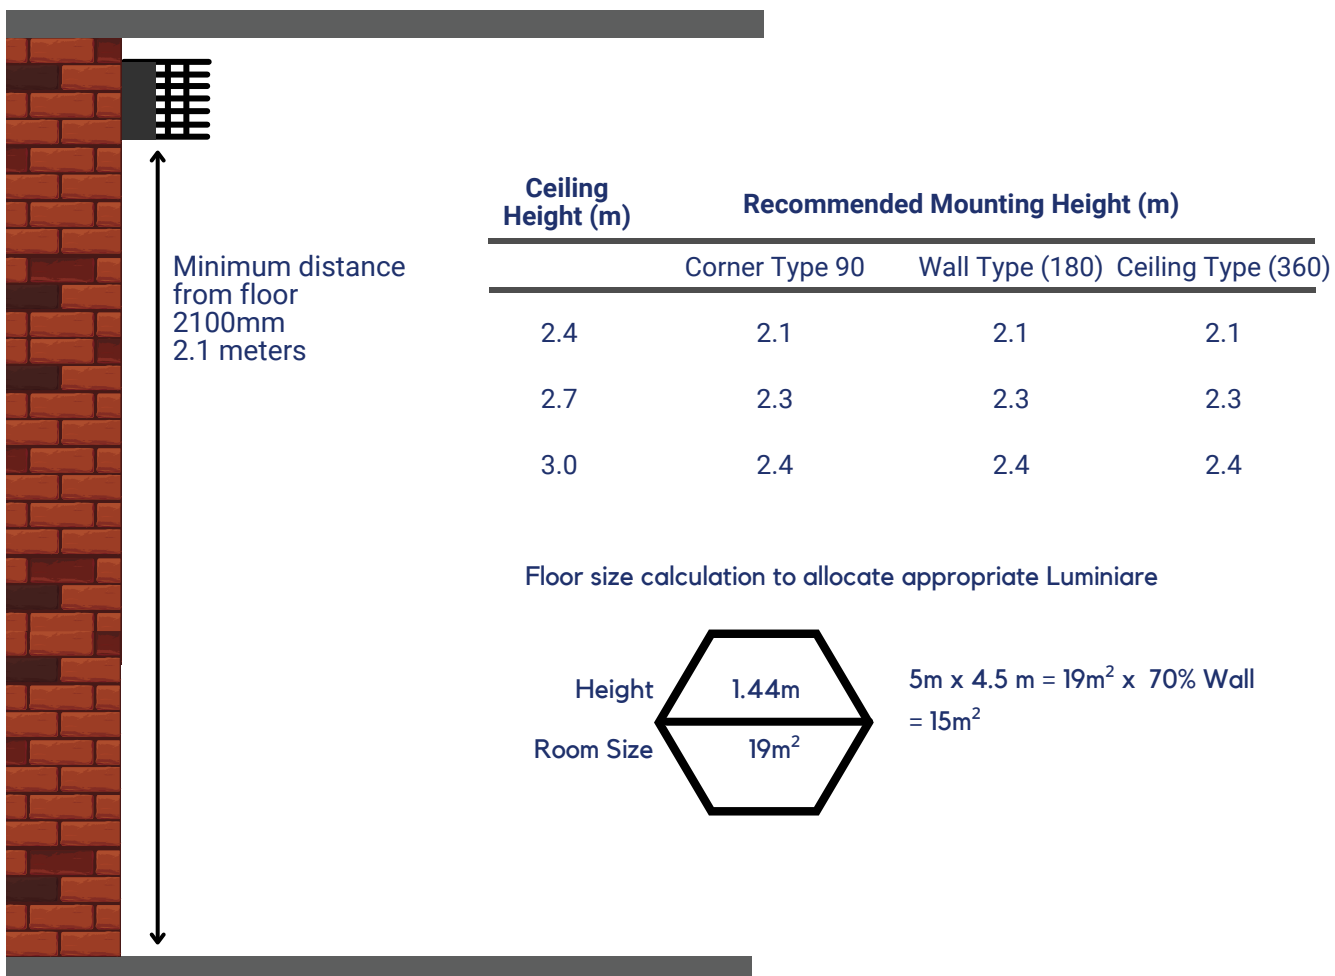 Minimum distance
from floor
2100mm
2.1 meters
Ceiling
Height (m)
Recommended Mounting Height (m)
Corner Type 90 Wall Type (180) Ceiling Type (360)
2.4 2.1 2.1 2.1
2.7 2.3 2.3 2.3
3.0 2.4 2.4 2.4
Floor size calculation to allocate appropriate Luminiare
Height 1.44m
Room Size 19m²
5m x 4.5 m = 19m² x 70% Wall
= 15m²